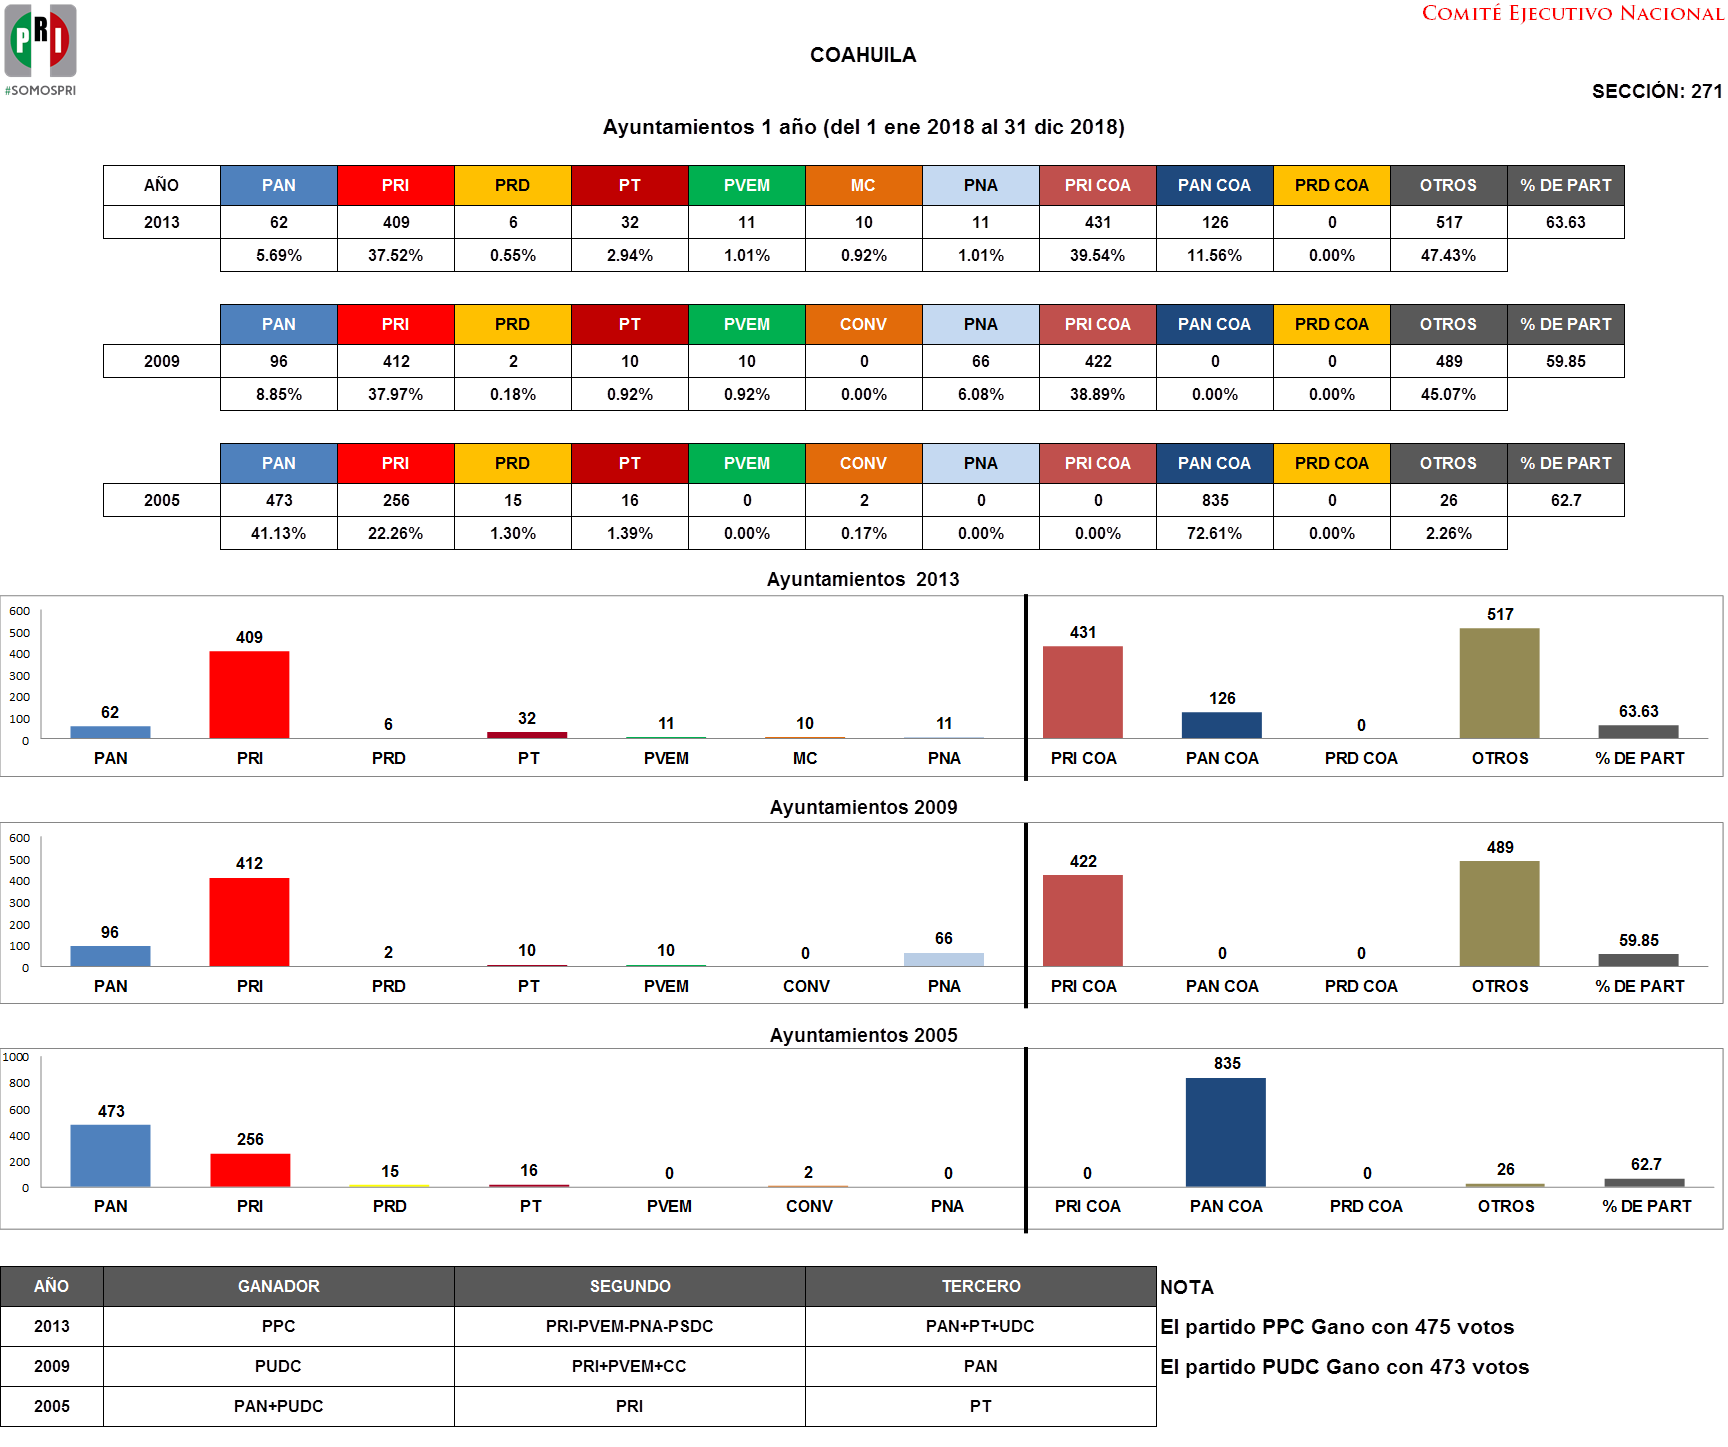 PRI
#SOMOSPRI
COMITÉ EJECUTIVO NACIONAL
COAHUILA
SECCIÓN: 271
Ayuntamientos 1 año (del 1 ene 2018 al 31 dic 2018)
AÑO PAN PRI PRD PT PVEM MC PNA PRI COA PAN COA PRD COA OTROS % DE PART
2013 62 409 6 32 11 10 11 431 126 0 517 63.63
5.69% 37.52% 0.55% 2.94% 1.01% 0.92% 1.01% 39.54% 11.56% 0.00% 47.43%
PAN PRI PRD PT PVEM CONV PNA PRI COA PAN COA PRD COA OTROS % DE PART
2009 96 412 2 10 10 0 66 422 0 0 489 59.85
8.85% 37.97% 0.18% 0.92% 0.92% 0.00% 6.08% 38.89% 0.00% 0.00% 45.07%
PAN PRI PRD PT PVEM CONV PNA PRI COA PAN COA PRD COA OTROS % DE PART
2005 473 256 15 16 0 2 0 0 835 0 26 62.7
41.13% 22.26% 1.30% 1.39% 0.00% 0.17% 0.00% 0.00% 72.61% 0.00% 2.26%
Ayuntamientos 2013
600
500
400
300
200
100
0
62 409 6 32 11 10 11 431 126 0 517 63.63
PAN PRI PRD PT PVEM MC PNA PRI COA PAN COA PRD COA OTROS % DE PART
Ayuntamientos 2009
600
500
400
300
200
100
0
96 412 2 10 10 0 66 422 0 0 489 59.85
PAN PRI PRD PT PVEM CONV PNA PRI COA PAN COA PRD COA OTROS % DE PART
Ayuntamientos 2005
1000
800
600
400
200
0
473 256 15 16 0 2 0 0 835 0 26 62.7
PAN PRI PRD PT PVEM CONV PNA PRI COA PAN COA PRD COA OTROS % DE PART
AÑO GANADOR SEGUNDO TERCERO NOTA
2013 PPC PRI-PVEM-PNA-PSDC PAN+PT+UDC El partido PPC Gano con 475 votos
2009 PUDC PRI+PVEM+CC PAN El partido PUDC Gano con 473 votos
2005 PAN+PUDC PRI PT